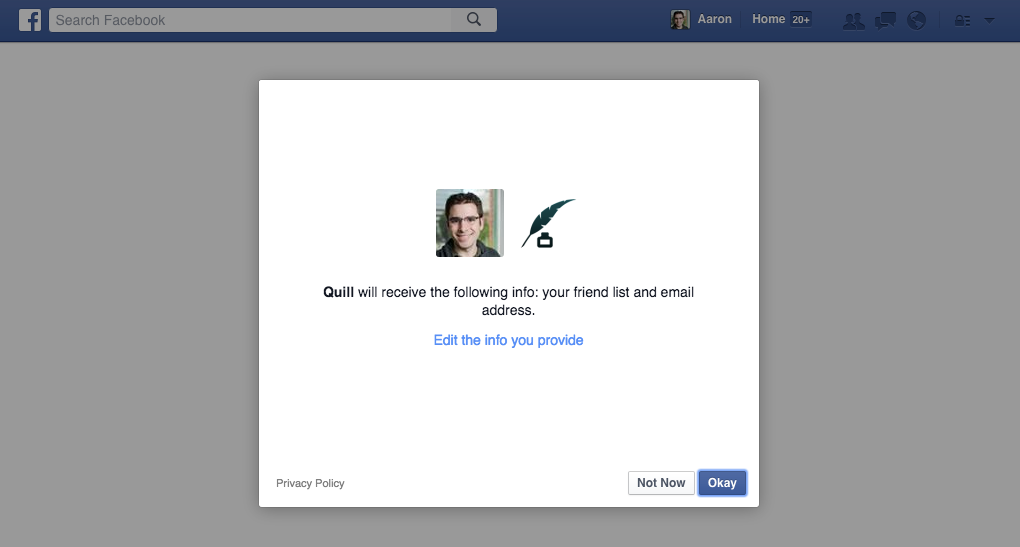 Search Facebook
Aaron
Home 20+
Quill will receive the following info: your friend list and email
address.
Edit the info you provide
Privacy Policy
Not Now
Okay